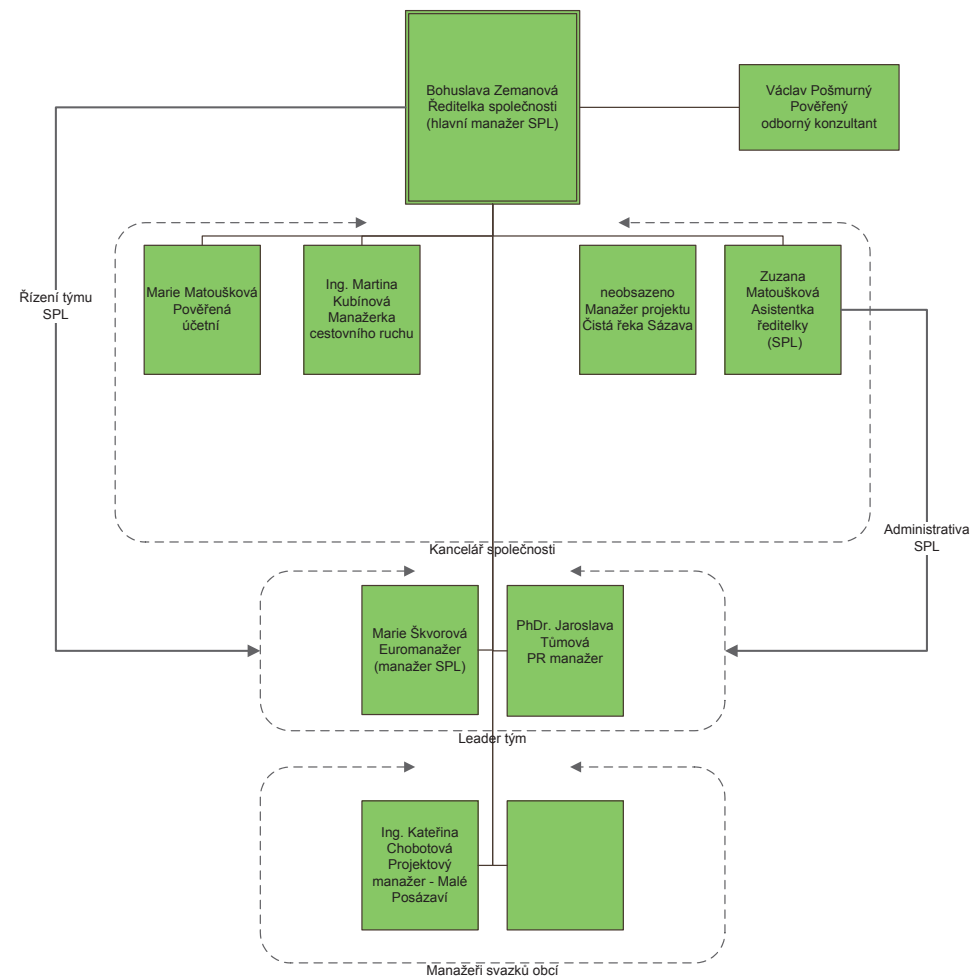 Bohuslava Zemanová
Ředitelka společnosti
(hlavní manažer SPL)
Václav Pošmurný
Pověřený
odborný konzultant
Řízení týmu
SPL
Marie Matoušková
Pověřená
účetní
Ing. Martina
Kubínová
Manažerka
cestovního ruchu
neobsazeno
Manažer projektu
Čistá řeka Sázava
Zuzana
Matoušková
Asistentka
ředitelky
(SPL)
Administrativa
SPL
Kancelář společnosti
Marie Škvorová
Euromanažer
(manažer SPL)
PhDr. Jaroslava
Tůmová
PR manažer
Leader tým
Ing. Kateřina
Chobotová
Projektový
manažer - Malé
Posázaví
Manažeři svazků obcí